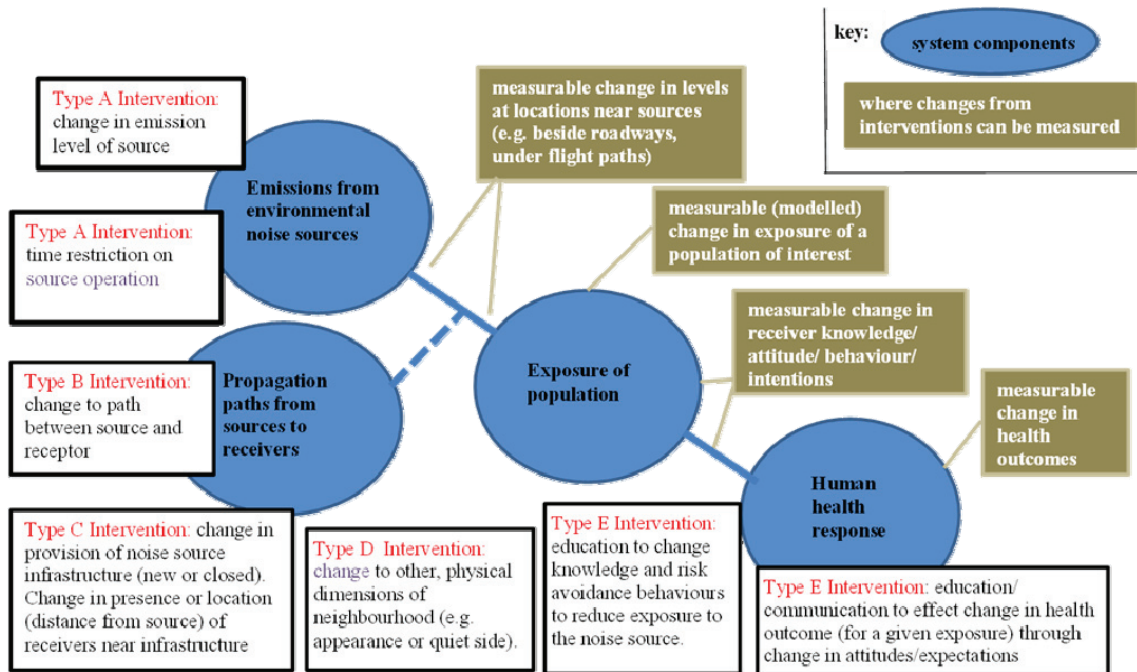 key:
system components
where changes from
interventions can be measured
Type A Intervention:
change in emission
level of source
measurable change in levels
at locations near sources
(e.g. beside roadways,
under flight paths)
Emissions from
environmental
noise sources
measurable (modelled)
change in exposure of a
population of interest
Type A Intervention:
time restriction on
source operation
measurable change in
receiver knowledge/
attitude/ behaviour/
intentions
Type B Intervention:
change to path
between source and
receptor
Propagation
paths from
sources to
receivers
Exposure of
population
measurable
change in
health
outcomes
Human
health
response
Type C Intervention: change in
provision of noise source
infrastructure (new or closed).
Change in presence or location
(distance from source) of
receivers near infrastructure
Type D Intervention:
change to other, physical
dimensions of
neighbourhood (e.g.
appearance or quiet side).
Type E Intervention:
education to change
knowledge and risk
avoidance behaviours
to reduce exposure to
the noise source.
Type E Intervention: education/
communication to effect change in health
outcome (for a given exposure) through
change in attitudes/expectations